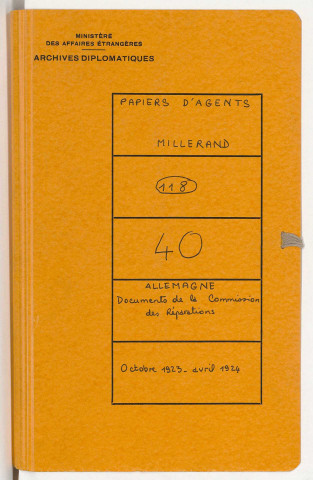 MINISTÈRE
DES AFFAIRES ÉTRANGÈRES
ARCHIVES DIPLOMATIQUES
PAPIERS D'AGENTS
MILLERAND
118
40
ALLEMAGNE
Documents de la Commission
des Réparations
Octobre 1923_ avril 1924